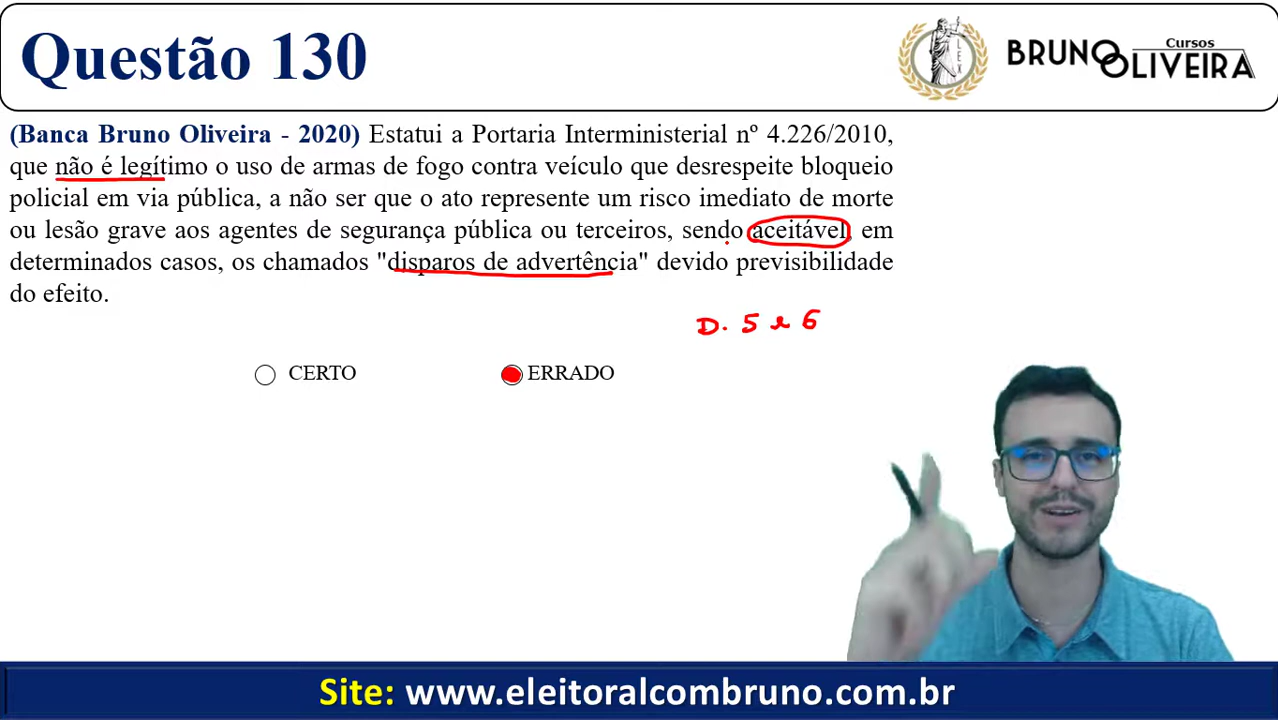 Questão 130
LEX
Cursos
BRUNO
OLIVEIRA
(Banca Bruno Oliveira - 2020) Estatui a Portaria Interministerial nº 4.226/2010,
que não é legítimo o uso de armas de fogo contra veículo que desrespeite bloqueio
policial em via pública, a não ser que o ato represente um risco imediato de morte
ou lesão grave aos agentes de segurança pública ou terceiros, sendo aceitável, em
determinados casos, os chamados "disparos de advertência" devido previsibilidade
do efeito.
D. 5 e 6
CERTO ERRADO
Site: www.eleitoralcombruno.com.br